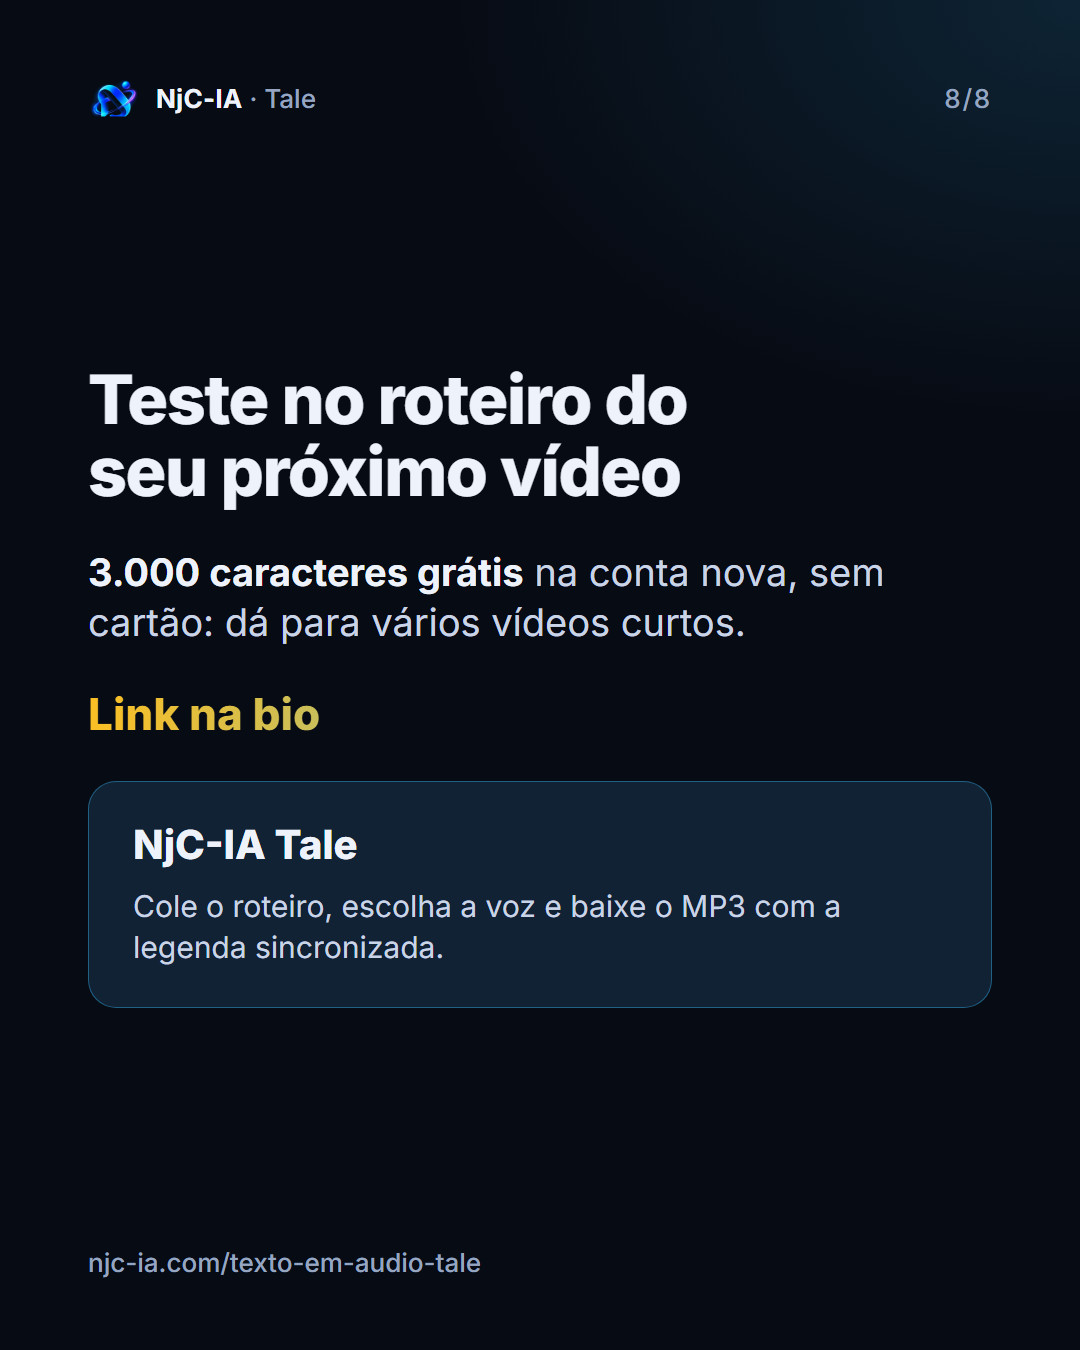 NjC-IA · Tale
8/8
Teste no roteiro do
seu próximo vídeo
3.000 caracteres grátis na conta nova, sem
cartão: dá para vários vídeos curtos.
Link na bio
NjC-IA Tale
Cole o roteiro, escolha a voz e baixe o MP3 com a
legenda sincronizada.
njc-ia.com/texto-em-audio-tale